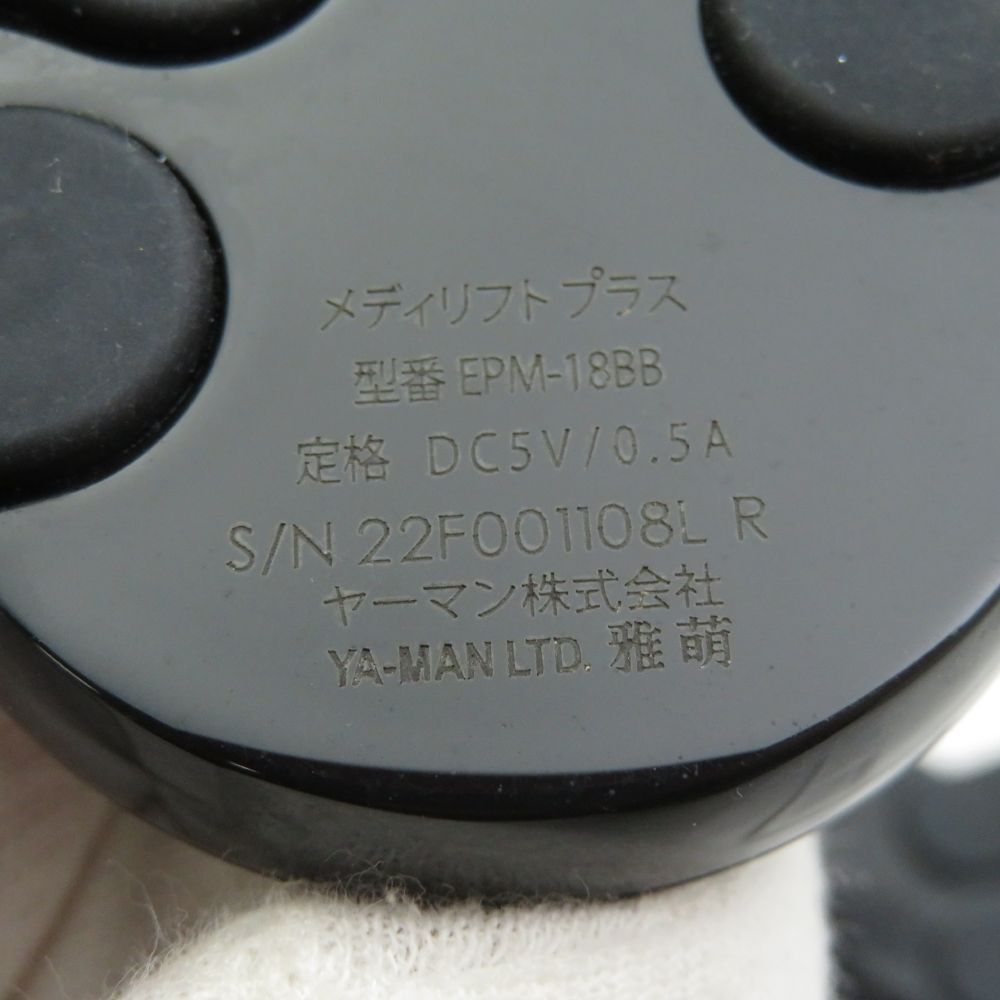 メディリフト プラス
型番 EPM-18BB
定格 DC5V/0.5A
S/N 22F001108L R
ヤーマン株式会社
YA-MAN LTD. 雅萌